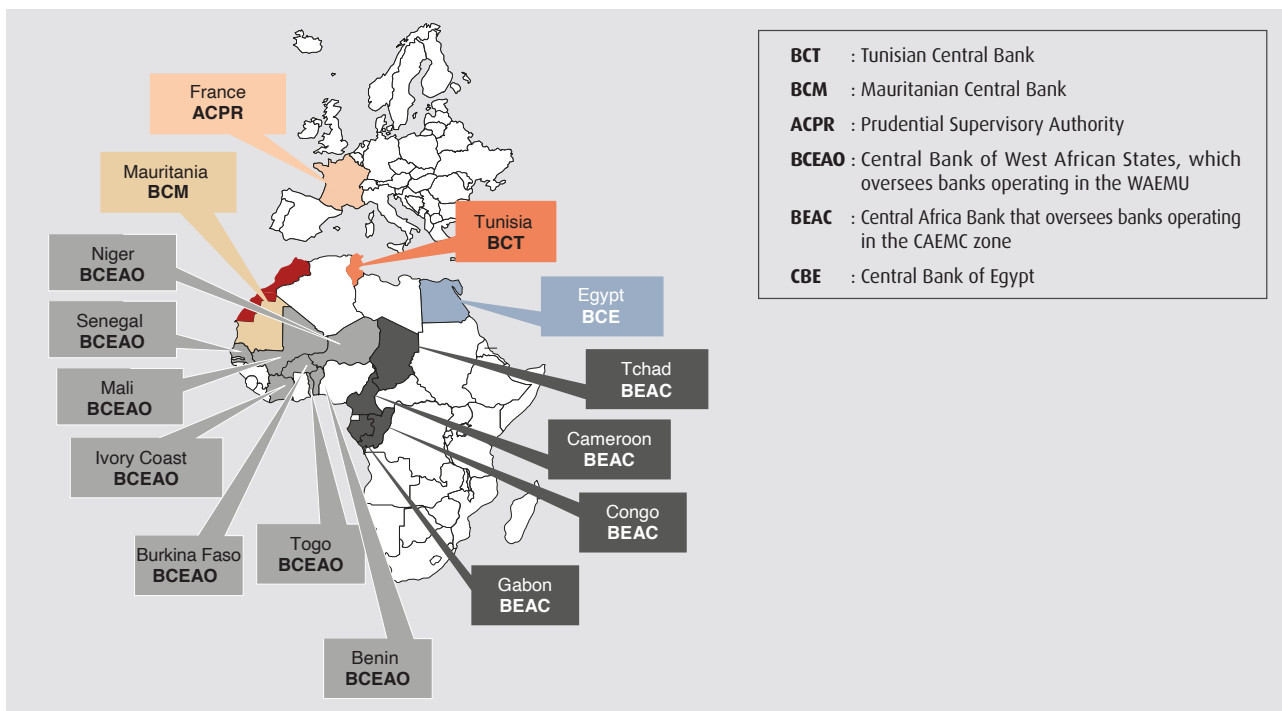 France
ACPR
Mauritania
BCM
Tunisia
BCT
Niger
BCEAO
Egypt
BCE
Senegal
BCEAO
Tchad
BEAC
Mali
BCEAO
Cameroon
BEAC
Ivory Coast
BCEAO
Congo
BEAC
Burkina Faso
BCEAO
Togo
BCEAO
Gabon
BEAC
Benin
BCEAO
BCT : Tunisian Central Bank
BCM : Mauritanian Central Bank
ACPR : Prudential Supervisory Authority
BCEAO : Central Bank of West African States, which
oversees banks operating in the WAEMU
BEAC : Central Africa Bank that oversees banks operating
in the CAEMC zone
CBE : Central Bank of Egypt